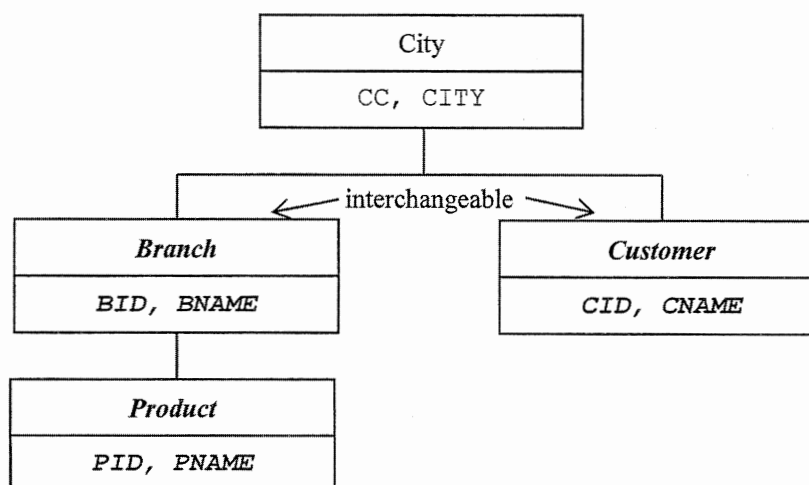 City
CC, CITY
interchangeable
Branch
BID, BNAME
Customer
CID, CNAME
Product
PID, PNAME